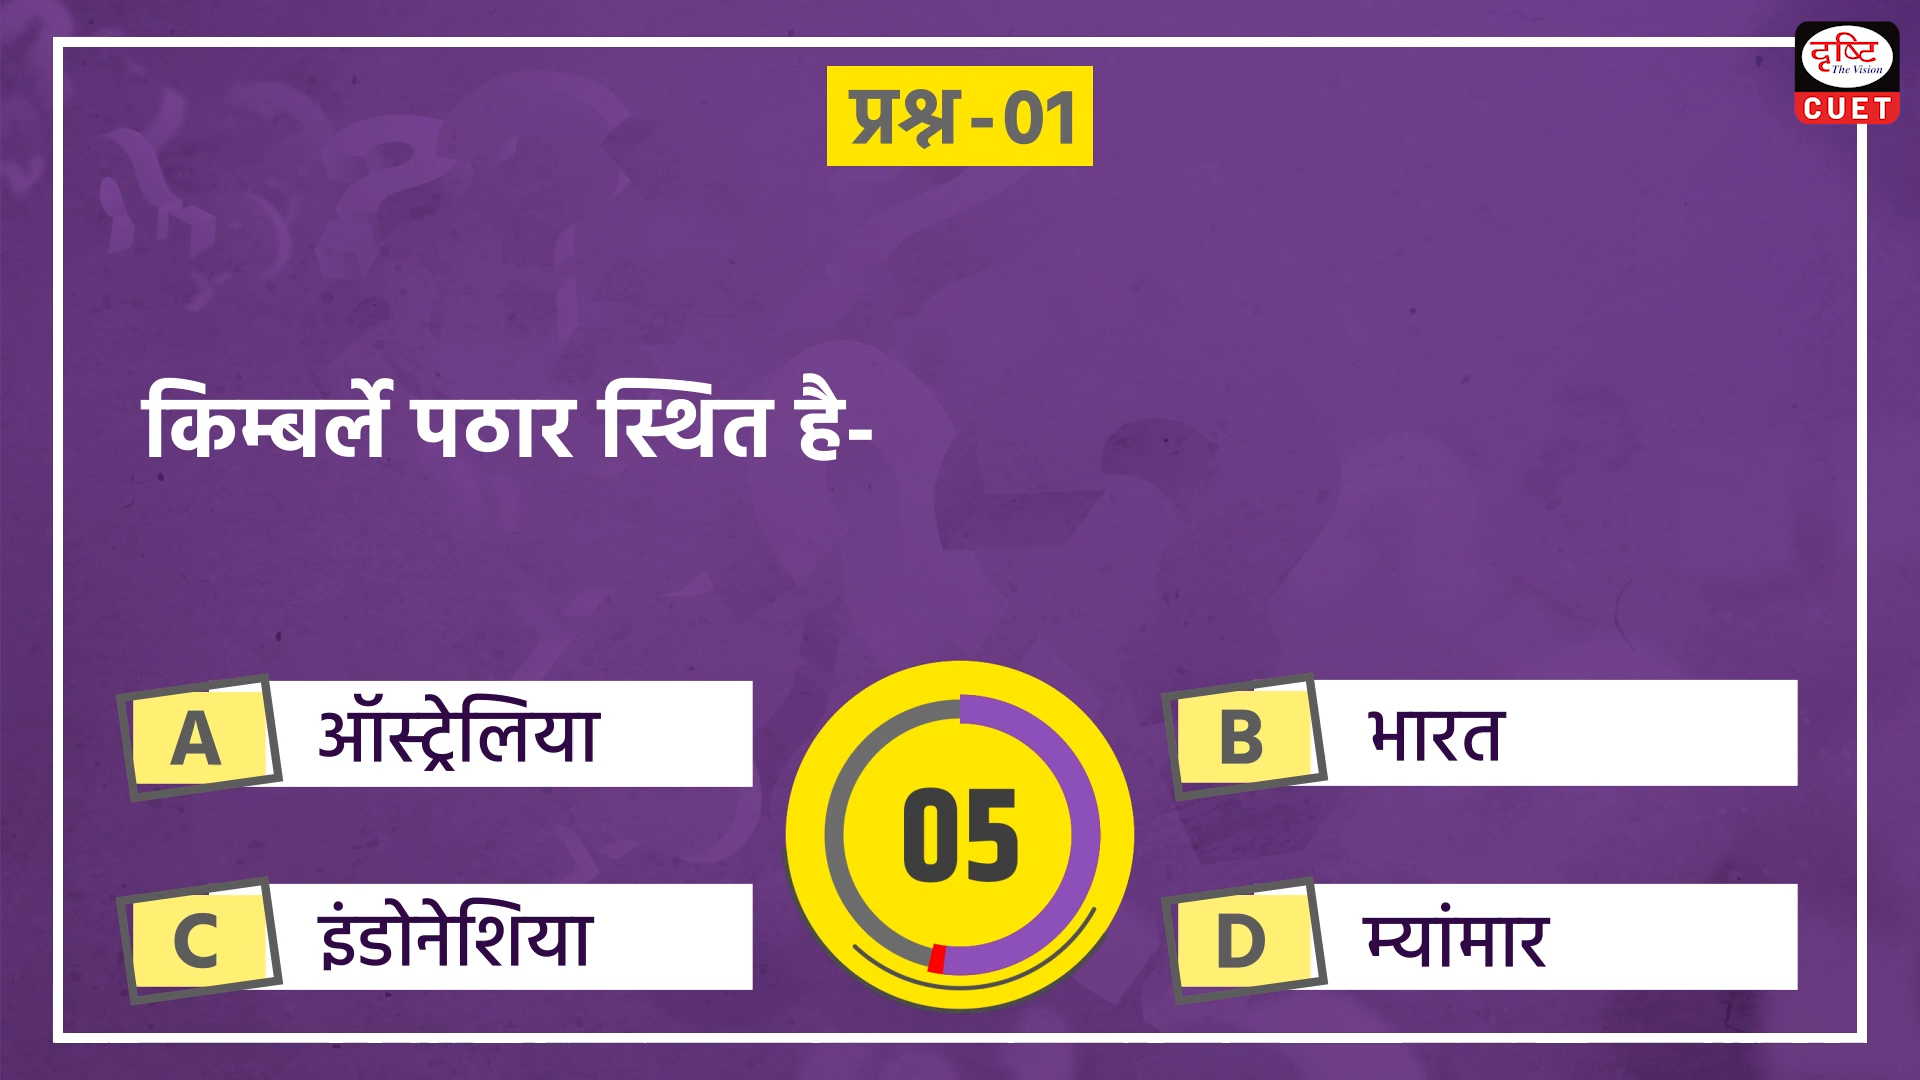 दृष्टि
The Vision
CUET
प्रश्न-01
किम्बर्ले पठार स्थित है-
A ऑस्ट्रेलिया
B भारत
05
C इंडोनेशिया
D म्यांमार